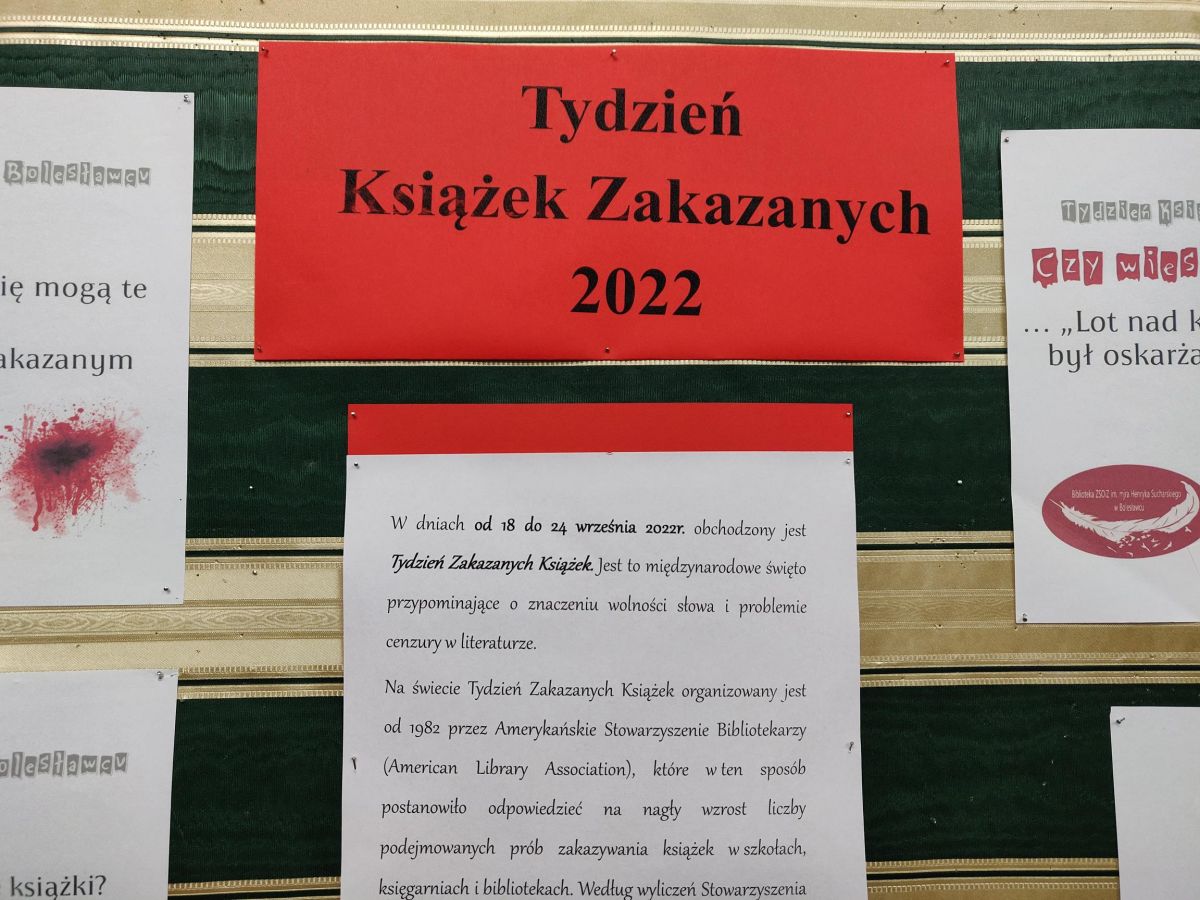 Tydzień
Książek Zakazanych
2022
Bolesławcu
ię mogą te
akazanym
Tydzień Ksią
Czy wies
... „Lot nad k
był oskarża
Biblioteka ZSOiZ im. mjra Henryka Sucharskiego
w Bolesławcu
W dniach od 18 do 24 września 2022r. obchodzony jest
Tydzień Zakazanych Książek. Jest to międzynarodowe święto
przypominające o znaczeniu wolności słowa i problemie
cenzury w literaturze.
Na świecie Tydzień Zakazanych Książek organizowany jest
od 1982 przez Amerykańskie Stowarzyszenie Bibliotekarzy
(American Library Association), które w ten sposób
postanowiło odpowiedzieć na nagły wzrost liczby
podejmowanych prób zakazywania książek w szkołach,
księgarniach i bibliotekach. Według wyliczeń Stowarzyszenia
olesławcu
książki?